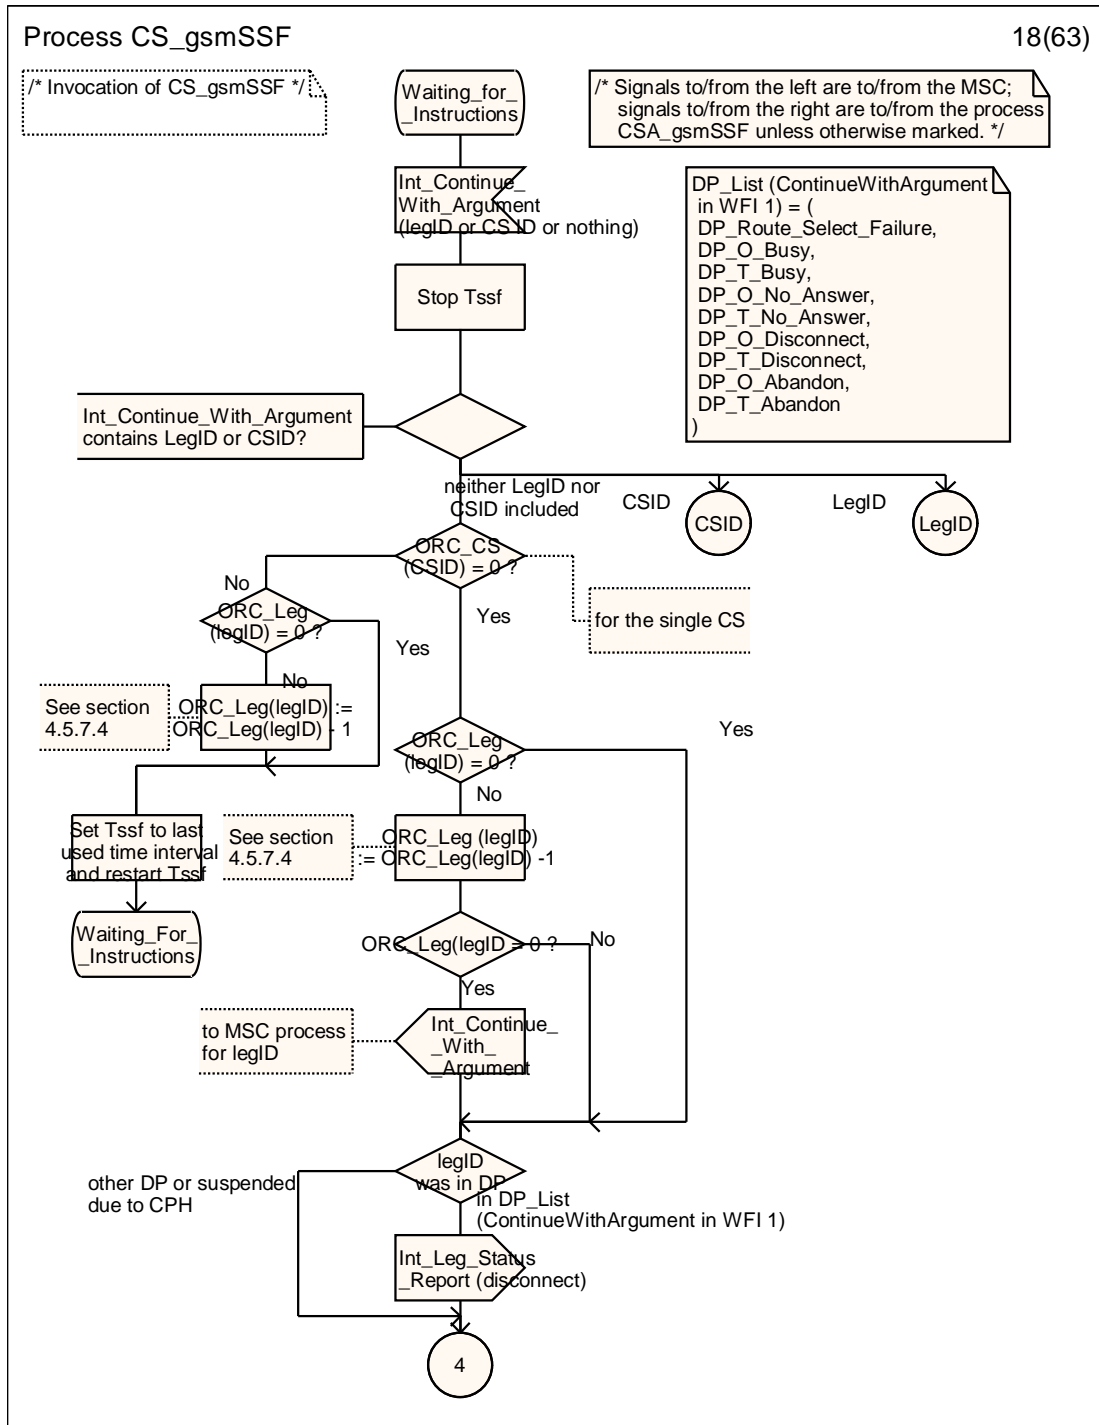 Process CS_gsmSSF
18(63)
/* Invocation of CS_gsmSSF */
Waiting_for_
_Instructions
/* Signals to/from the left are to/from the MSC;
signals to/from the right are to/from the process
CSA_gsmSSF unless otherwise marked. */
Int_Continue_
With_Argument
(legID or CS ID or nothing)
DP_List (ContinueWithArgument
in WFI 1) = (
DP_Route_Select_Failure,
DP_O_Busy,
DP_T_Busy,
DP_O_No_Answer,
DP_T_No_Answer,
DP_O_Disconnect,
DP_T_Disconnect,
DP_O_Abandon,
DP_T_Abandon
)
Stop Tssf
Int_Continue_With_Argument
contains LegID or CSID?
neither LegID nor
CSID included
CSID
CSID
LegID
LegID
ORC_CS
(CSID) = 0 ?
No
Yes
for the single CS
ORC_Leg
(legID) = 0 ?
Yes
No
See section
4.5.7.4
ORC_Leg(legID) :=
ORC_Leg(legID) - 1
ORC_Leg
(legID) = 0 ?
Yes
No
Set Tssf to last
used time interval
and restart Tssf
See section
4.5.7.4
ORC_Leg (legID)
:= ORC_Leg(legID) -1
Waiting_For_
_Instructions
ORC_Leg(legID = 0 ?
No
Yes
to MSC process
for legID
Int_Continue_
_With_
_Argument
legID
was in DP
other DP or suspended
due to CPH
in DP_List
(ContinueWithArgument in WFI 1)
Int_Leg_Status
_Report (disconnect)
4